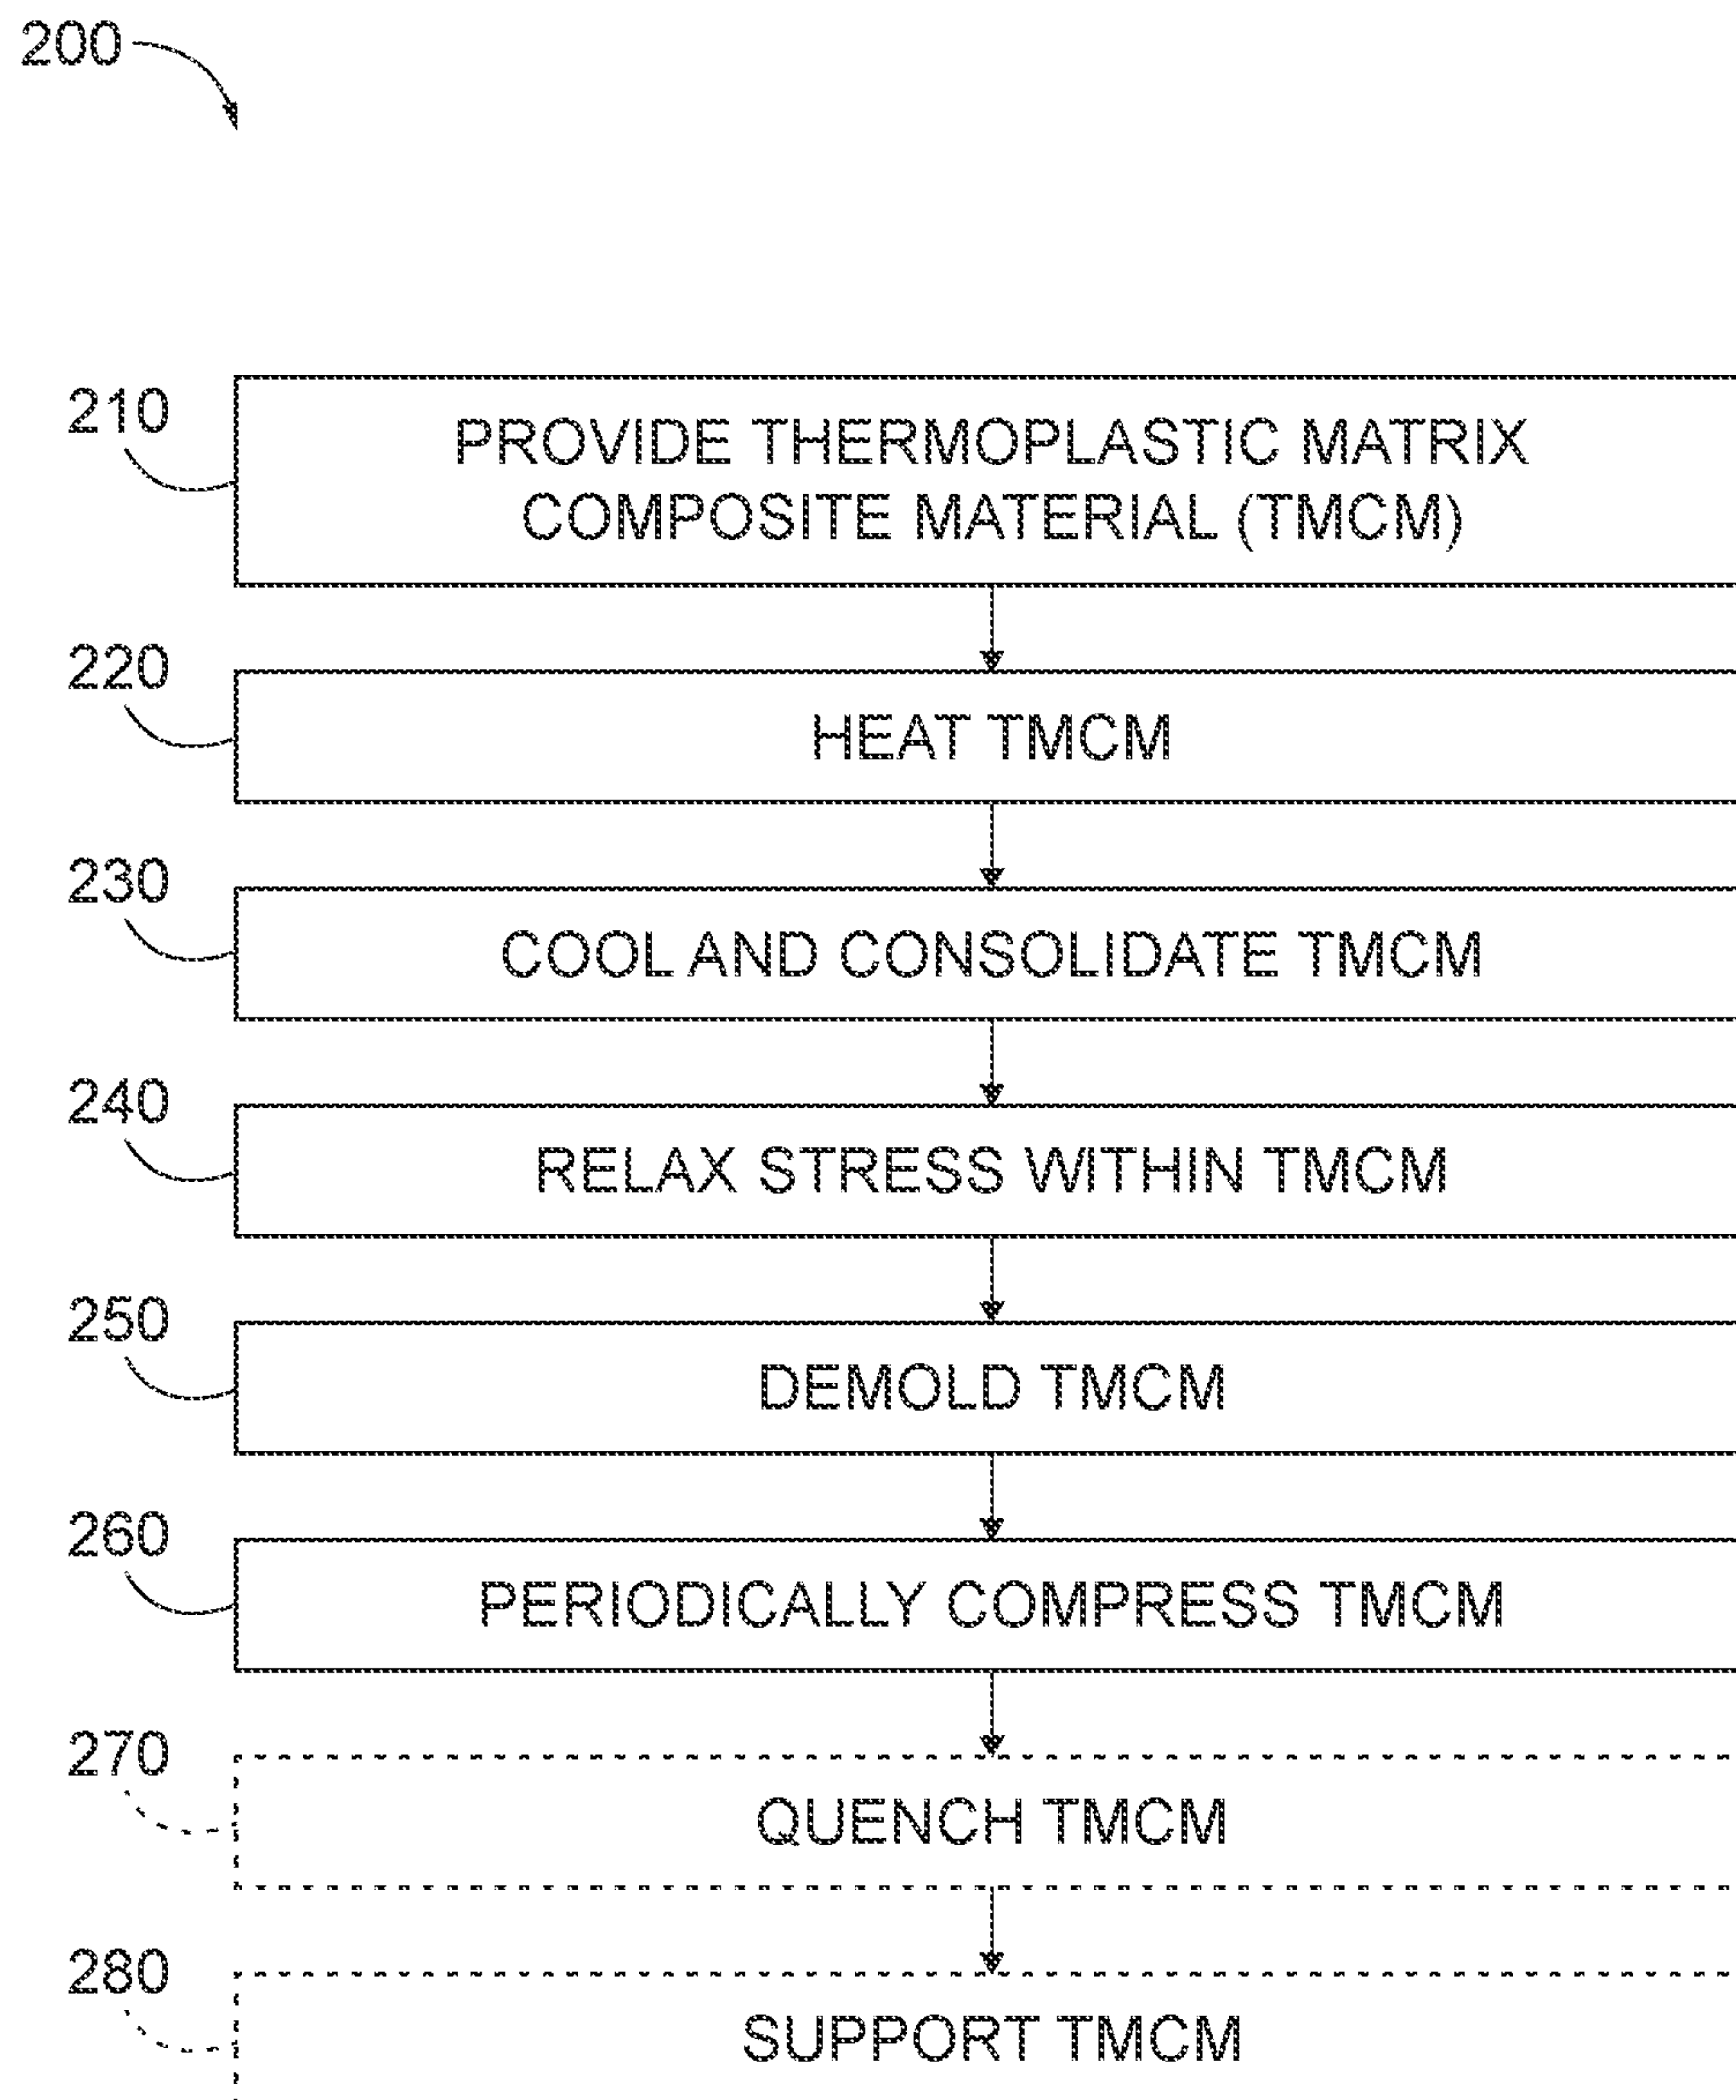 200
210
PROVIDE THERMOPLASTIC MATRIX
COMPOSITE MATERIAL (TMCM)
220
HEAT TMCM
230
COOL AND CONSOLIDATE TMCM
240
RELAX STRESS WITHIN TMCM
250
DEMOLD TMCM
260
PERIODICALLY COMPRESS TMCM
270
QUENCH TMCM
280
SUPPORT TMCM